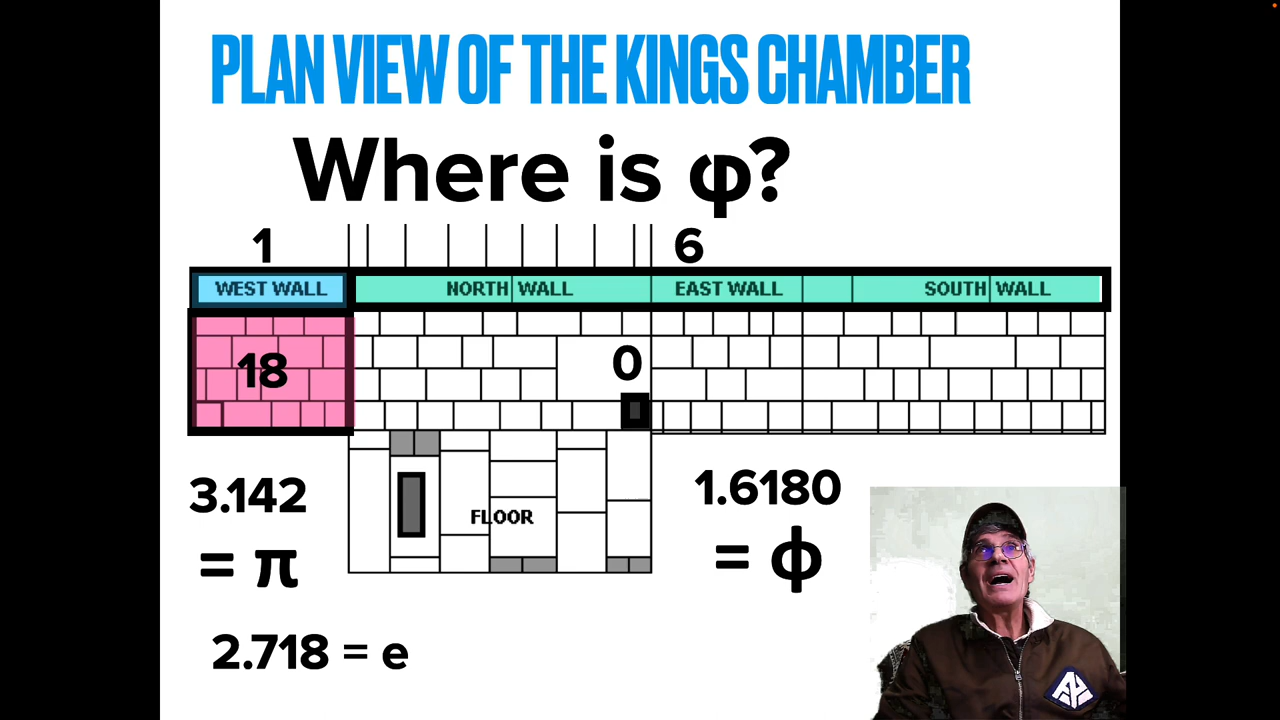 PLAN VIEW OF THE KINGS CHAMBER
Where is φ?
1 6
WEST WALL NORTH WALL EAST WALL SOUTH WALL
18 0
3.142 1.6180
FLOOR
= π = ϕ
2.718 = e